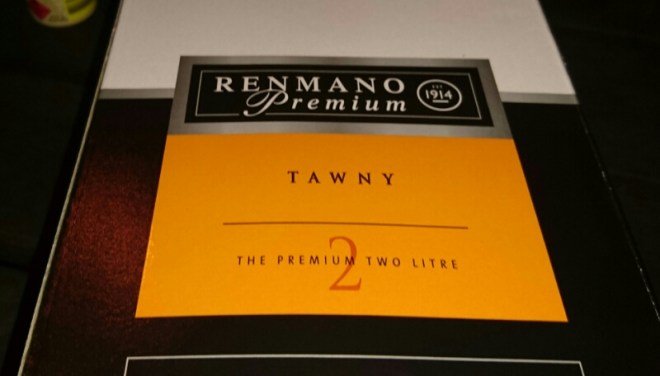 RENMANO
Premium
EST
1914
TAWNY
2
THE PREMIUM TWO LITRE